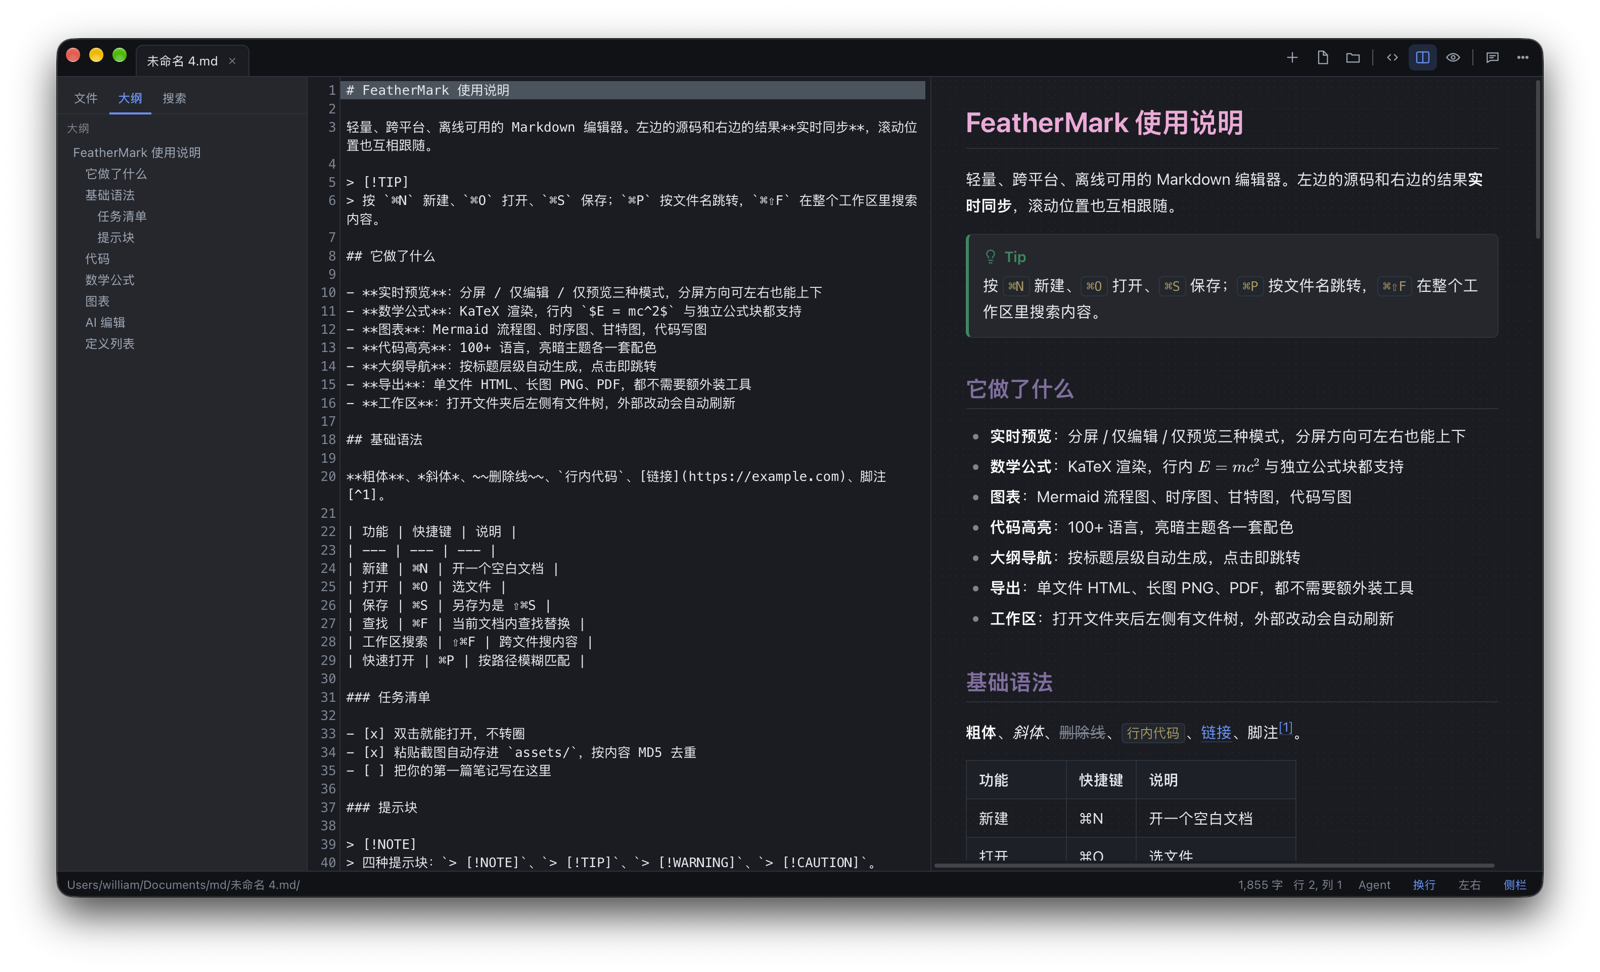 未命名 4.md ×
文件 大纲 搜索
大纲
FeatherMark 使用说明
它做了什么
基础语法
任务清单
提示块
代码
数学公式
图表
AI 编辑
定义列表
1 # FeatherMark 使用说明
2
3 轻量、跨平台、离线可用的 Markdown 编辑器。左边的源码和右边的结果**实时同步**，滚动位
置也互相跟随。
4
5 > [!TIP]
6 > 按 `⌘N` 新建、`⌘O` 打开、`⌘S` 保存；`⌘P` 按文件名跳转，`⌘⇧F` 在整个工作区里搜索
内容。
7
8 ## 它做了什么
9
10 - **实时预览**：分屏 / 仅编辑 / 仅预览三种模式，分屏方向可左右也能上下
11 - **数学公式**：KaTeX 渲染，行内 `$E = mc^2$` 与独立公式块都支持
12 - **图表**：Mermaid 流程图、时序图、甘特图，代码写图
13 - **代码高亮**：100+ 语言，亮暗主题各一套配色
14 - **大纲导航**：按标题层级自动生成，点击即跳转
15 - **导出**：单文件 HTML、长图 PNG、PDF，都不需要额外装工具
16 - **工作区**：打开文件夹后左侧有文件树，外部改动会自动刷新
17
18 ## 基础语法
19
20 **粗体**、*斜体*、~~删除线~~、`行内代码`、[链接](https://example.com)、脚注
[^1]。
21
22 | 功能 | 快捷键 | 说明 |
23 | --- | --- | --- |
24 | 新建 | ⌘N | 开一个空白文档 |
25 | 打开 | ⌘O | 选文件 |
26 | 保存 | ⌘S | 另存为是 ⇧⌘S |
27 | 查找 | ⌘F | 当前文档内查找替换 |
28 | 工作区搜索 | ⇧⌘F | 跨文件搜内容 |
29 | 快速打开 | ⌘P | 按路径模糊匹配 |
30
31 ### 任务清单
32
33 - [x] 双击就能打开，不转圈
34 - [x] 粘贴截图自动存进 `assets/`，按内容 MD5 去重
35 - [ ] 把你的第一篇笔记写在这里
36
37 ### 提示块
38
39 > [!NOTE]
40 > 四种提示块：`> [!NOTE]`、`> [!TIP]`、`> [!WARNING]`、`> [!CAUTION]`。
FeatherMark 使用说明
轻量、跨平台、离线可用的 Markdown 编辑器。左边的源码和右边的结果实
时同步，滚动位置也互相跟随。
Tip
按 ⌘N 新建、 ⌘O 打开、 ⌘S 保存； ⌘P 按文件名跳转， ⌘⇧F 在整个工
作区里搜索内容。
它做了什么
• 实时预览：分屏 / 仅编辑 / 仅预览三种模式，分屏方向可左右也能上下
• 数学公式：KaTeX 渲染，行内 E = mc² 与独立公式块都支持
• 图表：Mermaid 流程图、时序图、甘特图，代码写图
• 代码高亮：100+ 语言，亮暗主题各一套配色
• 大纲导航：按标题层级自动生成，点击即跳转
• 导出：单文件 HTML、长图 PNG、PDF，都不需要额外装工具
• 工作区：打开文件夹后左侧有文件树，外部改动会自动刷新
基础语法
粗体、斜体、删除线、 行内代码 、链接、脚注[1]。
功能 快捷键 说明
新建 ⌘N 开一个空白文档
打开 ⌘O 选文件
Users/william/Documents/md/未命名 4.md/
1,855 字 行 2, 列 1 Agent 换行 左右 侧栏